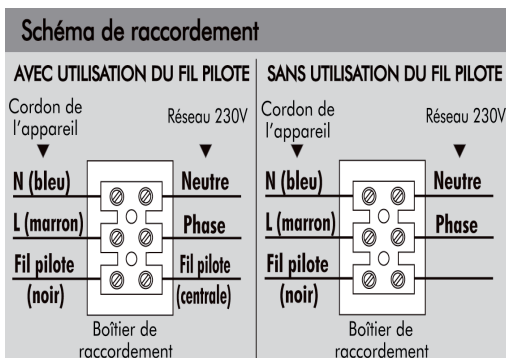 Schéma de raccordement
AVEC UTILISATION DU FIL PILOTE
Cordon de
l'appareil
Réseau 230V
N (bleu)
Neutre
L (marron)
Phase
Fil pilote
(noir)
Fil pilote
(centrale)
Boîtier de
raccordement
SANS UTILISATION DU FIL PILOTE
Cordon de
l'appareil
Réseau 230V
N (bleu)
Neutre
L (marron)
Phase
Fil pilote
(noir)
Boîtier de
raccordement